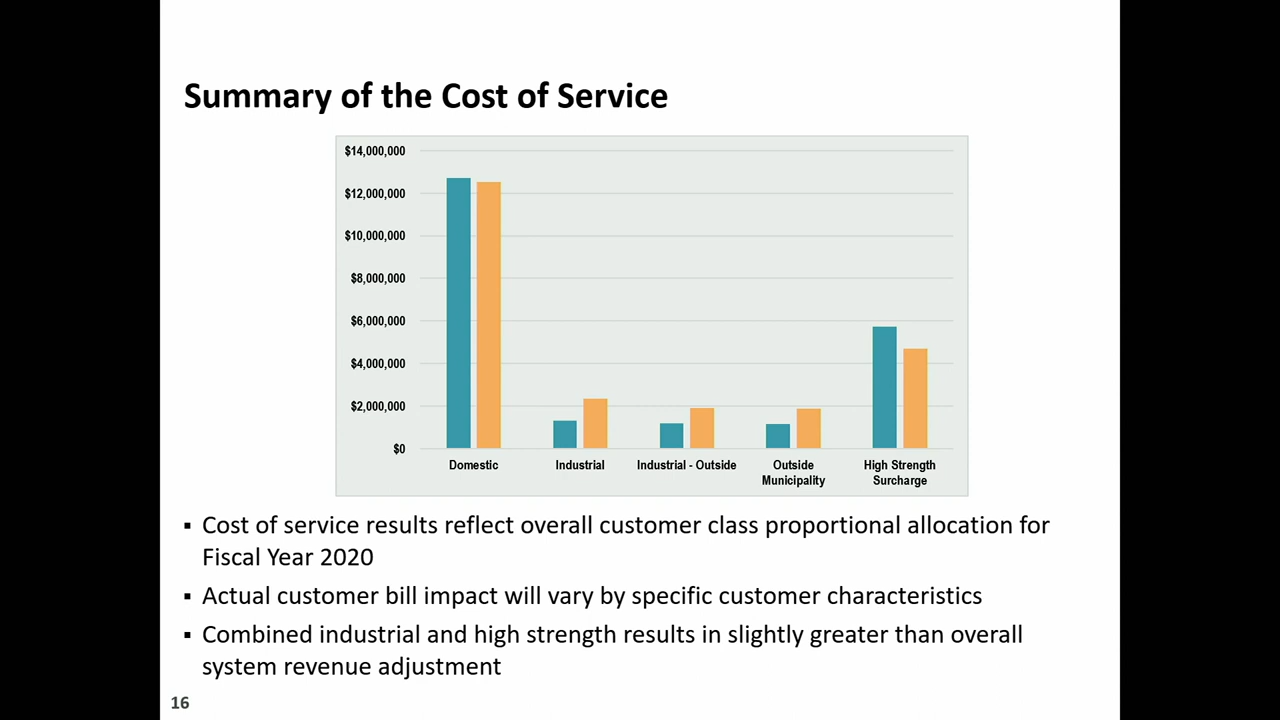 Summary of the Cost of Service
$14,000,000
$12,000,000
$10,000,000
$8,000,000
$6,000,000
$4,000,000
$2,000,000
$0
Domestic
Industrial
Industrial - Outside
Outside
Municipality
High Strength
Surcharge
▪ Cost of service results reflect overall customer class proportional allocation for
Fiscal Year 2020
▪ Actual customer bill impact will vary by specific customer characteristics
▪ Combined industrial and high strength results in slightly greater than overall
system revenue adjustment
16